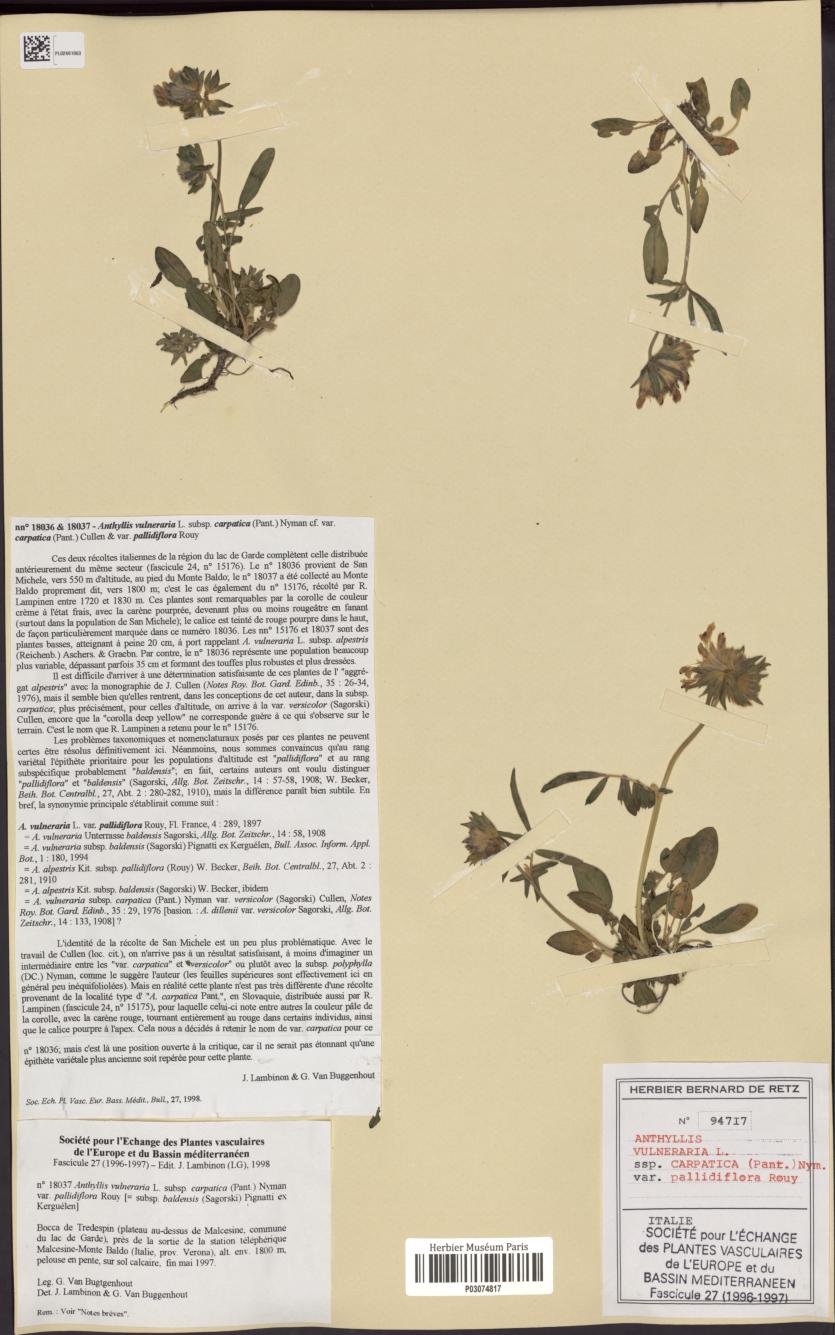 nn° 18036 & 18037 - Anthyllis vulneraria L. subsp. carpatica (Pant.) Nyman cf. var.
carpatica (Pant.) Cullen & var. pallidiflora Rouy
Ces deux récoltes italiennes de la région du lac de Garde complètent celle distribuée
antérieurement du même secteur (fascicule 24, n° 15176). Le n° 18036 provient de San
Michele, vers 550 m d'altitude, au pied du Monte Baldo; le n° 18037 a été collecté au Monte
Baldo proprement dit, vers 1800 m; c'est le cas également du n° 15176, récolté par R.
Lampinen entre 1720 et 1830 m. Ces plantes sont remarquables par la corolle de couleur
crème à l'état frais, avec la carène pourprée, devenant plus ou moins rougeâtre en fanant
(surtout dans la population de San Michele); le calice est teinté de rouge pourpre dans le haut,
de façon particulièrement marquée dans ce numéro 18036. Les nn° 15176 et 18037 sont des
plantes basses, atteignant à peine 20 cm, à port rappelant A. vulneraria L. subsp. alpestris
(Reichenb.) Aschers. & Graebn. Par contre, le n° 18036 représente une population beaucoup
plus variable, dépassant parfois 35 cm et formant des touffes plus robustes et plus dressées.
Il est difficile d'arriver à une détermination satisfaisante de ces plantes de l' "aggré-
gat alpestris" avec la monographie de J. Cullen (Notes Roy. Bot. Gard. Edinb., 35 : 26-34,
1976), mais il semble bien qu'elles rentrent, dans les conceptions de cet auteur, dans la subsp.
carpatica; plus précisément, pour celles d'altitude, on arrive à la var. versicolor (Sagorski)
Cullen, encore que la "corolla deep yellow" ne corresponde guère à ce qui s'observe sur le
terrain. C'est le nom que R. Lampinen a retenu pour le n° 15176.
Les problèmes taxonomiques et nomenclaturaux posés par ces plantes ne peuvent
certes être résolus définitivement ici. Néanmoins, nous sommes convaincus qu'au rang
variétal l'épithète prioritaire pour les populations d'altitude est "pallidiflora" et au rang
subspécifique probablement "baldensis"; en fait, certains auteurs ont voulu distinguer
"pallidiflora" et "baldensis" (Sagorski, Allg. Bot. Zeitschr., 14 : 57-58, 1908; W. Becker,
Beih. Bot. Centralbl., 27, Abt. 2 : 280-282, 1910), mais la différence paraît bien subtile. En
bref, la synonymie principale s'établirait comme suit :
A. vulneraria L. var. pallidiflora Rouy, Fl. France, 4 : 289, 1897
= A. vulneraria Unterrasse baldensis Sagorski, Allg. Bot. Zeitschr., 14 : 58, 1908
= A. vulneraria subsp. baldensis (Sagorski) Pignatti ex Kerguélen, Bull. Assoc. Inform. Appl.
Bot., 1 : 180, 1994
= A. alpestris Kit. subsp. pallidiflora (Rouy) W. Becker, Beih. Bot. Centralbl., 27, Abt. 2 :
281, 1910
= A. alpestris Kit. subsp. baldensis (Sagorski) W. Becker, ibidem
= A. vulneraria subsp. carpatica (Pant.) Nyman var. versicolor (Sagorski) Cullen, Notes
Roy. Bot. Gard. Edinb., 35 : 29, 1976 [basion. : A. dillenii var. versicolor Sagorski, Allg. Bot.
Zeitschr., 14 : 133, 1908] ?
L'identité de la récolte de San Michele est un peu plus problématique. Avec le
travail de Cullen (loc. cit.), on n'arrive pas à un résultat satisfaisant, à moins d'imaginer un
intermédiaire entre les "var. carpatica" et "versicolor" ou plutôt avec la subsp. polyphylla
(DC.) Nyman, comme le suggère l'auteur (les feuilles supérieures sont effectivement ici en
général peu inéquifoliolées). Mais en réalité cette plante n'est pas très différente d'une récolte
provenant de la localité type d' "A. carpatica Pant.", en Slovaquie, distribuée aussi par R.
Lampinen (fascicule 24, n° 15175), pour laquelle celui-ci note entre autres la couleur pâle de
la corolle, avec la carène rouge, tournant entièrement au rouge dans certains individus, ainsi
que le calice pourpre à l'apex. Cela nous a décidés à retenir le nom de var. carpatica pour ce
n° 18036; mais c'est là une position ouverte à la critique, car il ne serait pas étonnant qu'une
épithète variétale plus ancienne soit repérée pour cette plante.
J. Lambinon & G. Van Buggenhout
Soc. Ech. Pl. Vasc. Eur. Bass. Médit., Bull., 27, 1998.
Société pour l'Echange des Plantes vasculaires
de l'Europe et du Bassin méditerranéen
Fascicule 27 (1996-1997) – Edit. J. Lambinon (LG), 1998
n° 18037 Anthyllis vulneraria L. subsp. carpatica (Pant.) Nyman
var. pallidiflora Rouy [= subsp. baldensis (Sagorski) Pignatti ex
Kerguélen]
Bocca de Tredespin (plateau au-dessus de Malcesine, commune
du lac de Garde), près de la sortie de la station téléphérique
Malcesine-Monte Baldo (Italie, prov. Verona), alt. env. 1800 m,
pelouse en pente, sur sol calcaire, fin mai 1997.
Leg. G. Van Bugtgenhout
Det. J. Lambinon & G. Van Buggenhout
Rem. : Voir "Notes brèves".
Herbier Muséum Paris
P03074817
HERBIER BERNARD DE RETZ
N° 94717
ANTHYLLIS
VULNERARIA L.
ssp. CARPATICA (Pant.) Nym.
var. pallidiflora Rouy
ITALIE
SOCIÉTÉ pour L'ÉCHANGE
des PLANTES VASCULAIRES
de L'EUROPE et du
BASSIN MEDITERRANEEN
Fascicule 27 (1996-1997)